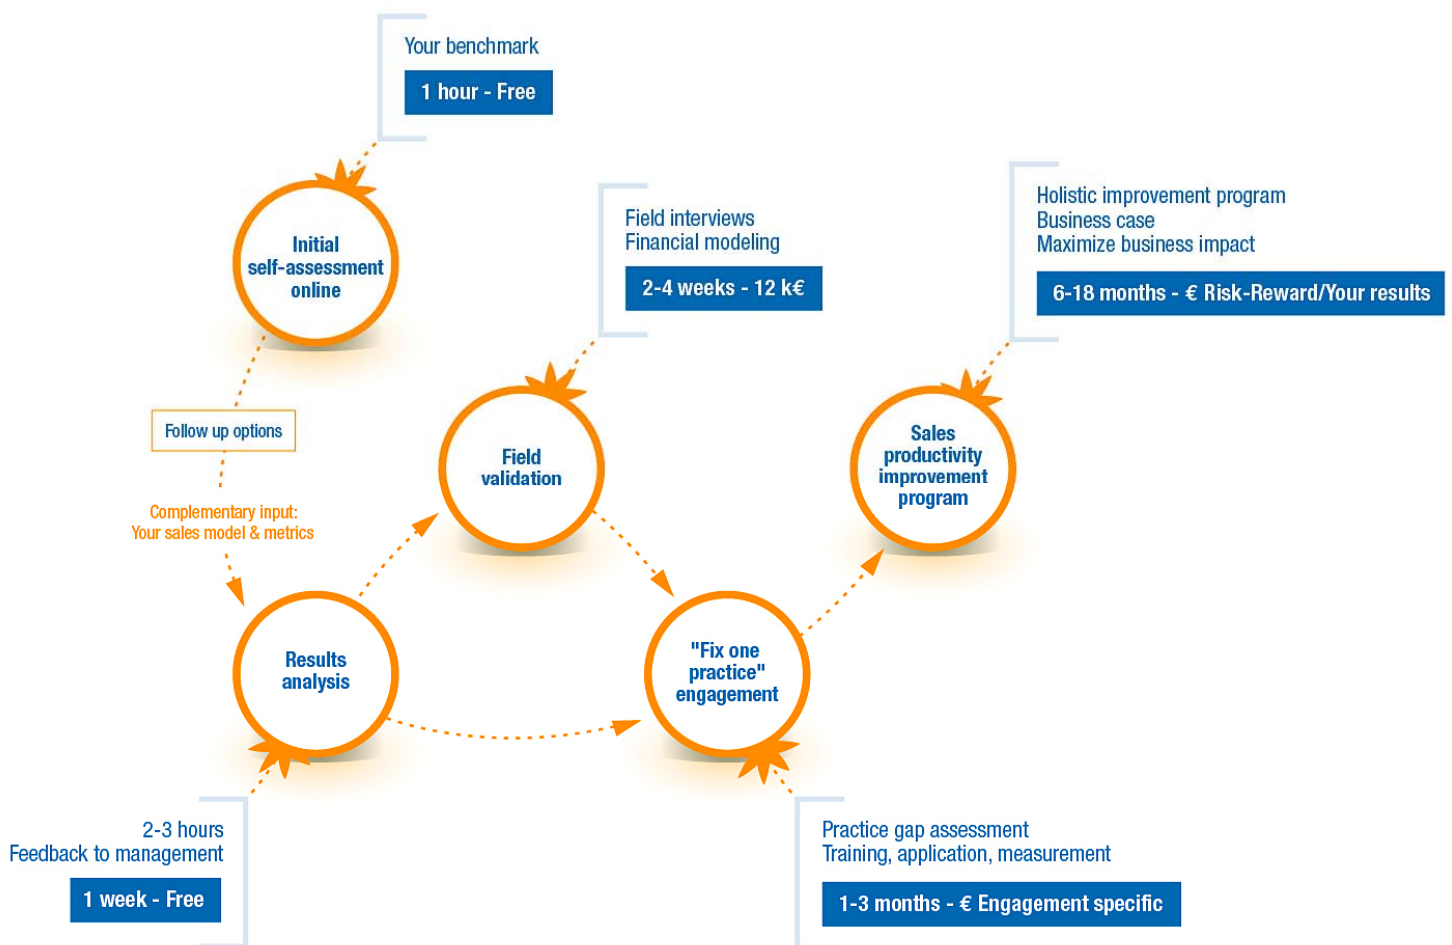 Your benchmark
1 hour - Free
Initial
self-assessment
online
Field interviews
Financial modeling
2-4 weeks - 12 k€
Holistic improvement program
Business case
Maximize business impact
6-18 months - € Risk-Reward/Your results
Follow up options
Complementary input:
Your sales model & metrics
Field
validation
Sales
productivity
improvement
program
Results
analysis
"Fix one
practice"
engagement
2-3 hours
Feedback to management
1 week - Free
Practice gap assessment
Training, application, measurement
1-3 months - € Engagement specific